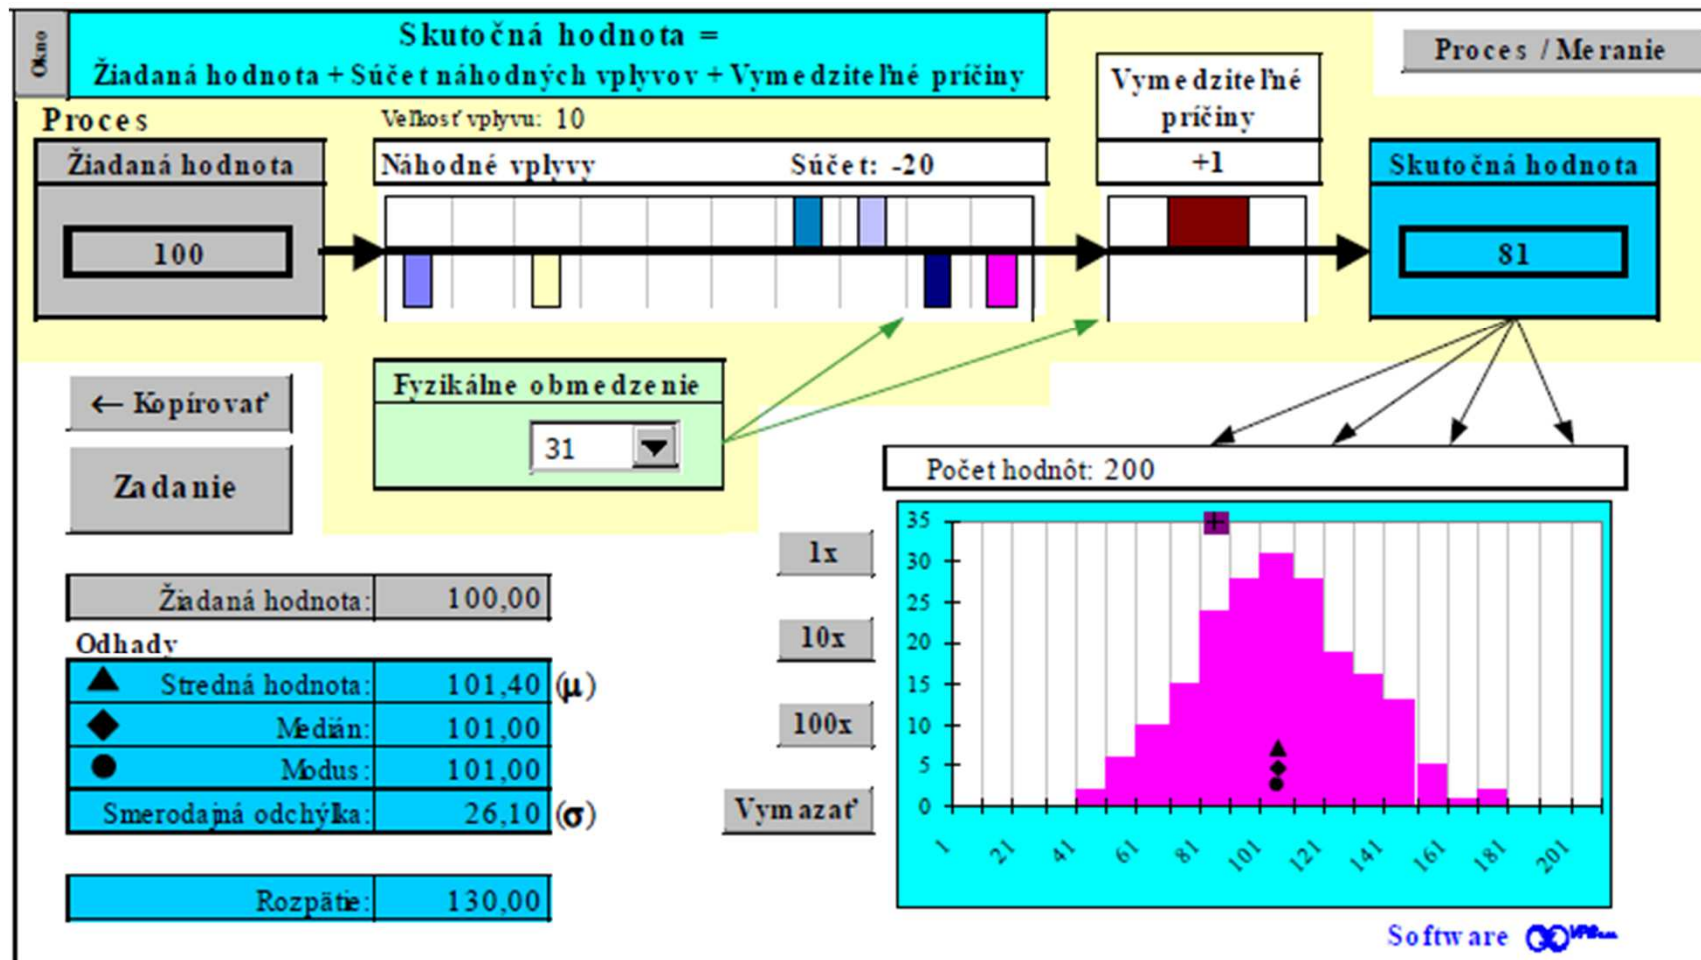 Okno
Skutočná hodnota =
Žiadaná hodnota + Súčet náhodných vplyvov + Vymedziteľné príčiny
Proces / Meranie
Vymedziteľné
príčiny
+1
Proces
Veľkosť vplyvu: 10
Žiadaná hodnota
100
Náhodné vplyvy
Súčet: -20
Skutočná hodnota
81
Fyzikálne obmedzenie
31
← Kopírovať
Zadanie
Počet hodnôt: 200
1x
10x
100x
Vymazať
Žiadaná hodnota: 100,00
Odhady
Stredná hodnota: 101,40 (μ)
Medián: 101,00
Modus: 101,00
Smerodajná odchýlka: 26,10 (σ)
Rozpätie: 130,00
35
30
25
20
15
10
5
0
1 21 41 61 81 101 121 141 161 181 201
Software